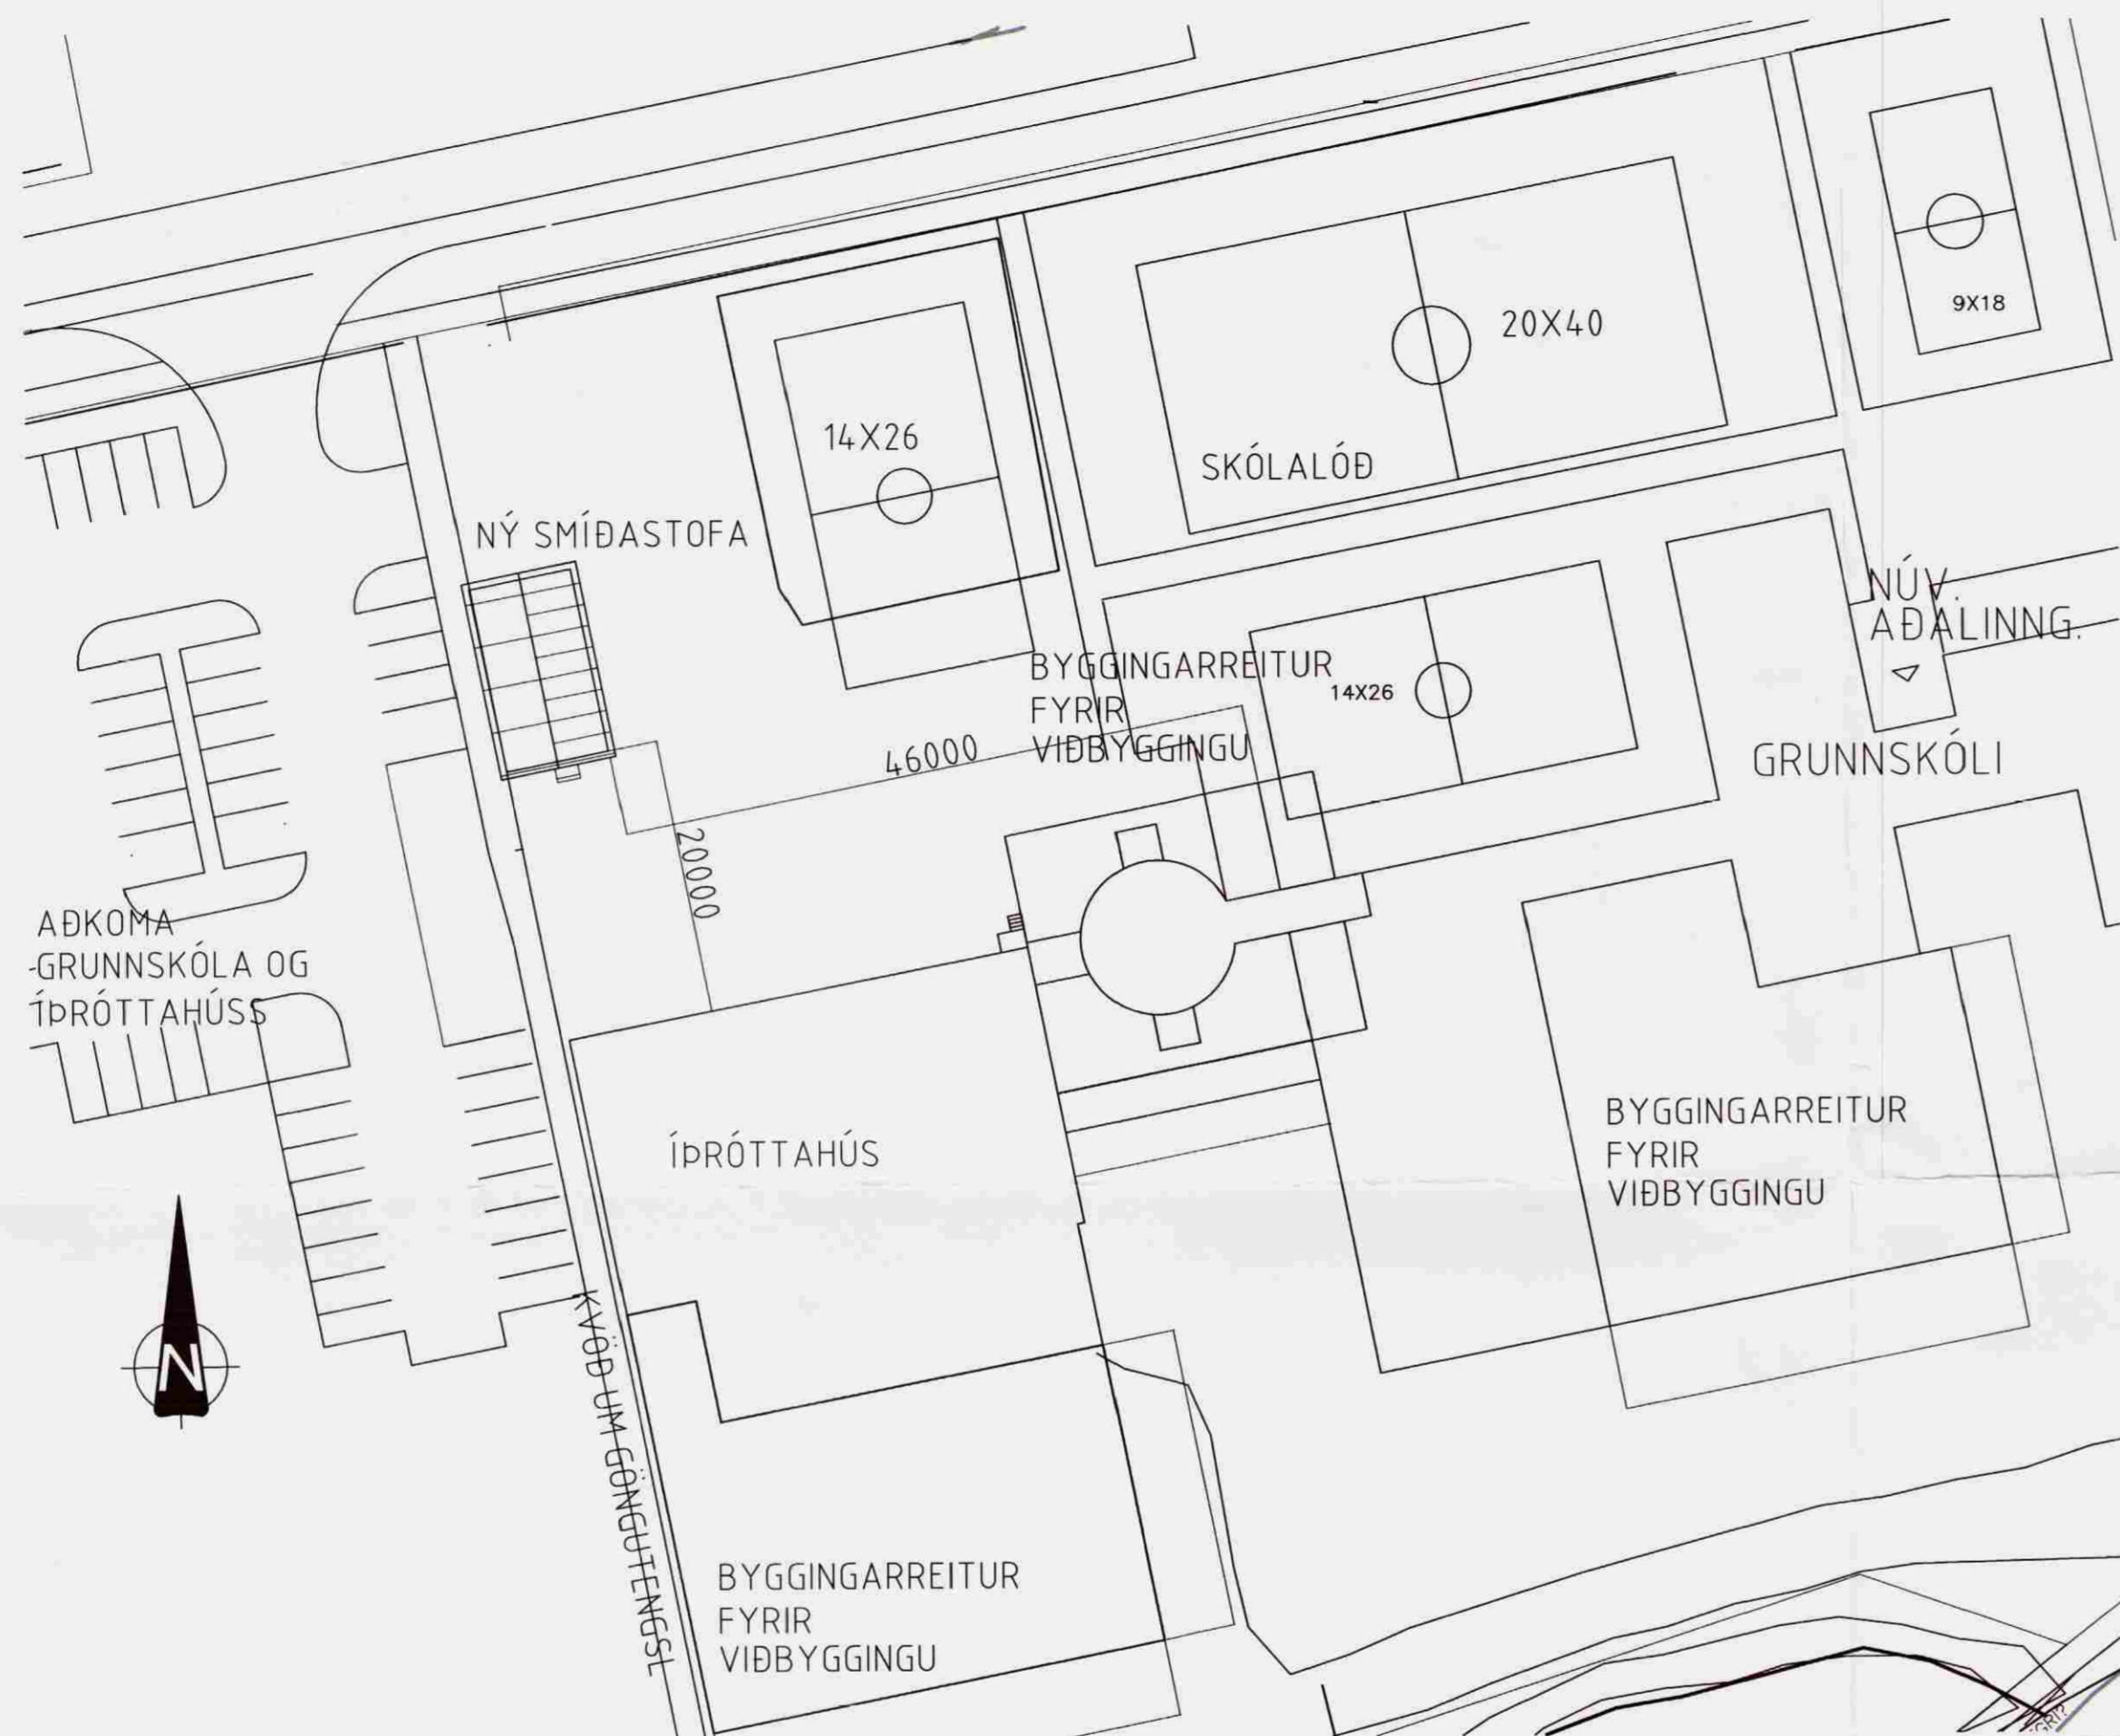 9X18
20X40
14X26
SKÓLALÓÐ
NÝ SMÍÐASTOFA
NÚV.
AÐALINNG.
BYGGINGARREITUR
FYRIR
VIÐBYGGINGU
14X26
46000
GRUNNSKÓLI
20000
AÐKOMA
-GRUNNSKÓLA OG
ÍÞRÓTTAHÚSS
ÍÞRÓTTAHÚS
BYGGINGARREITUR
FYRIR
VIÐBYGGINGU
N
KVÖÐ UM GÖNGUTENGSL
BYGGINGARREITUR
FYRIR
VIÐBYGGINGU